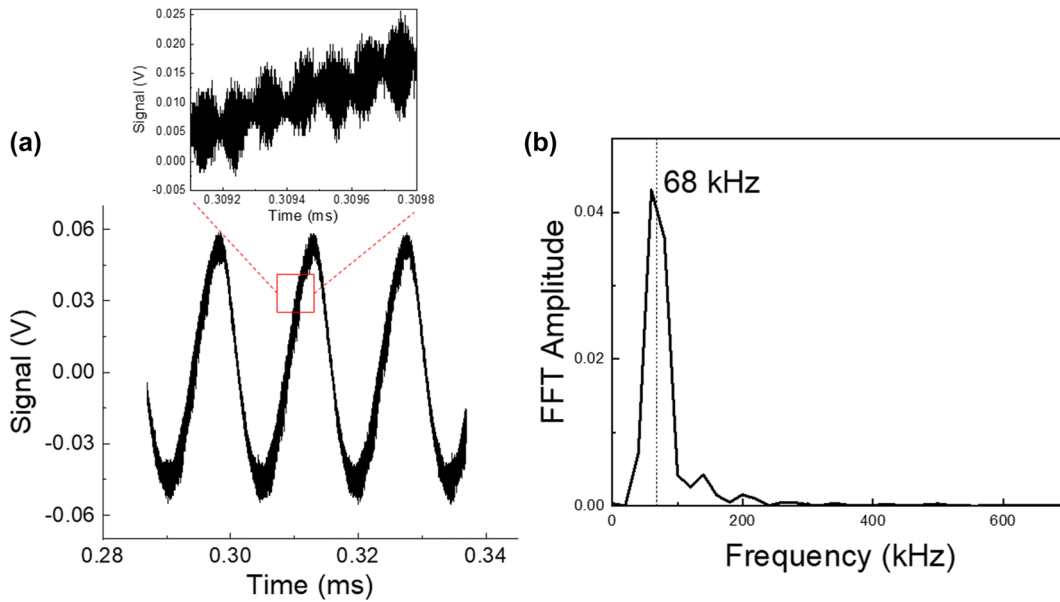 (a)
0.025
0.020
0.015
0.010
0.005
0.000
-0.005
Signal (V)
0.3092 0.3094 0.3096 0.3098
Time (ms)
0.06
0.03
0.00
-0.03
-0.06
Signal (V)
0.28 0.30 0.32 0.34
Time (ms)
(b)
68 kHz
0.04
0.02
0.00
FFT Amplitude
0 200 400 600
Frequency (kHz)